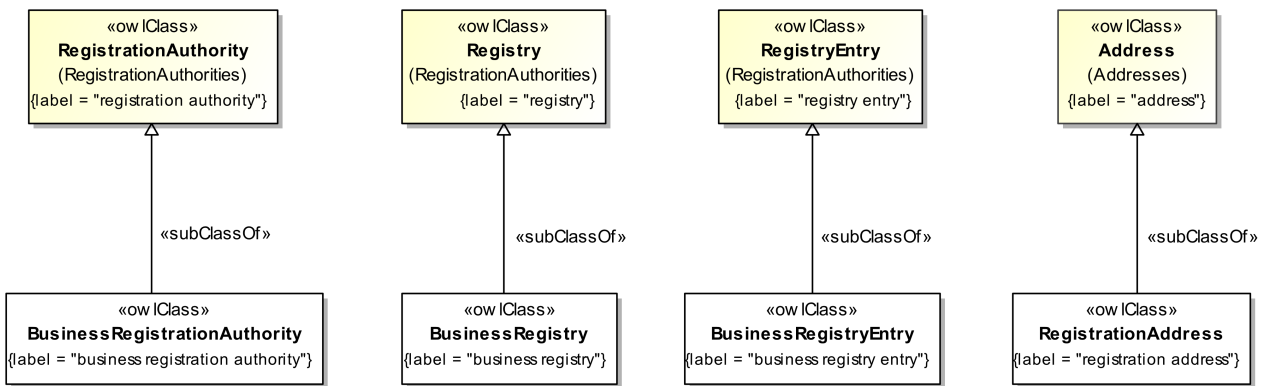 «owlClass»
RegistrationAuthority
(RegistrationAuthorities)
{label = "registration authority"}
«owlClass»
Registry
(RegistrationAuthorities)
{label = "registry"}
«owlClass»
RegistryEntry
(RegistrationAuthorities)
{label = "registry entry"}
«owlClass»
Address
(Addresses)
{label = "address"}
«subClassOf»
«subClassOf»
«subClassOf»
«subClassOf»
«owlClass»
BusinessRegistrationAuthority
{label = "business registration authority"}
«owlClass»
BusinessRegistry
{label = "business registry"}
«owlClass»
BusinessRegistryEntry
{label = "business registry entry"}
«owlClass»
RegistrationAddress
{label = "registration address"}